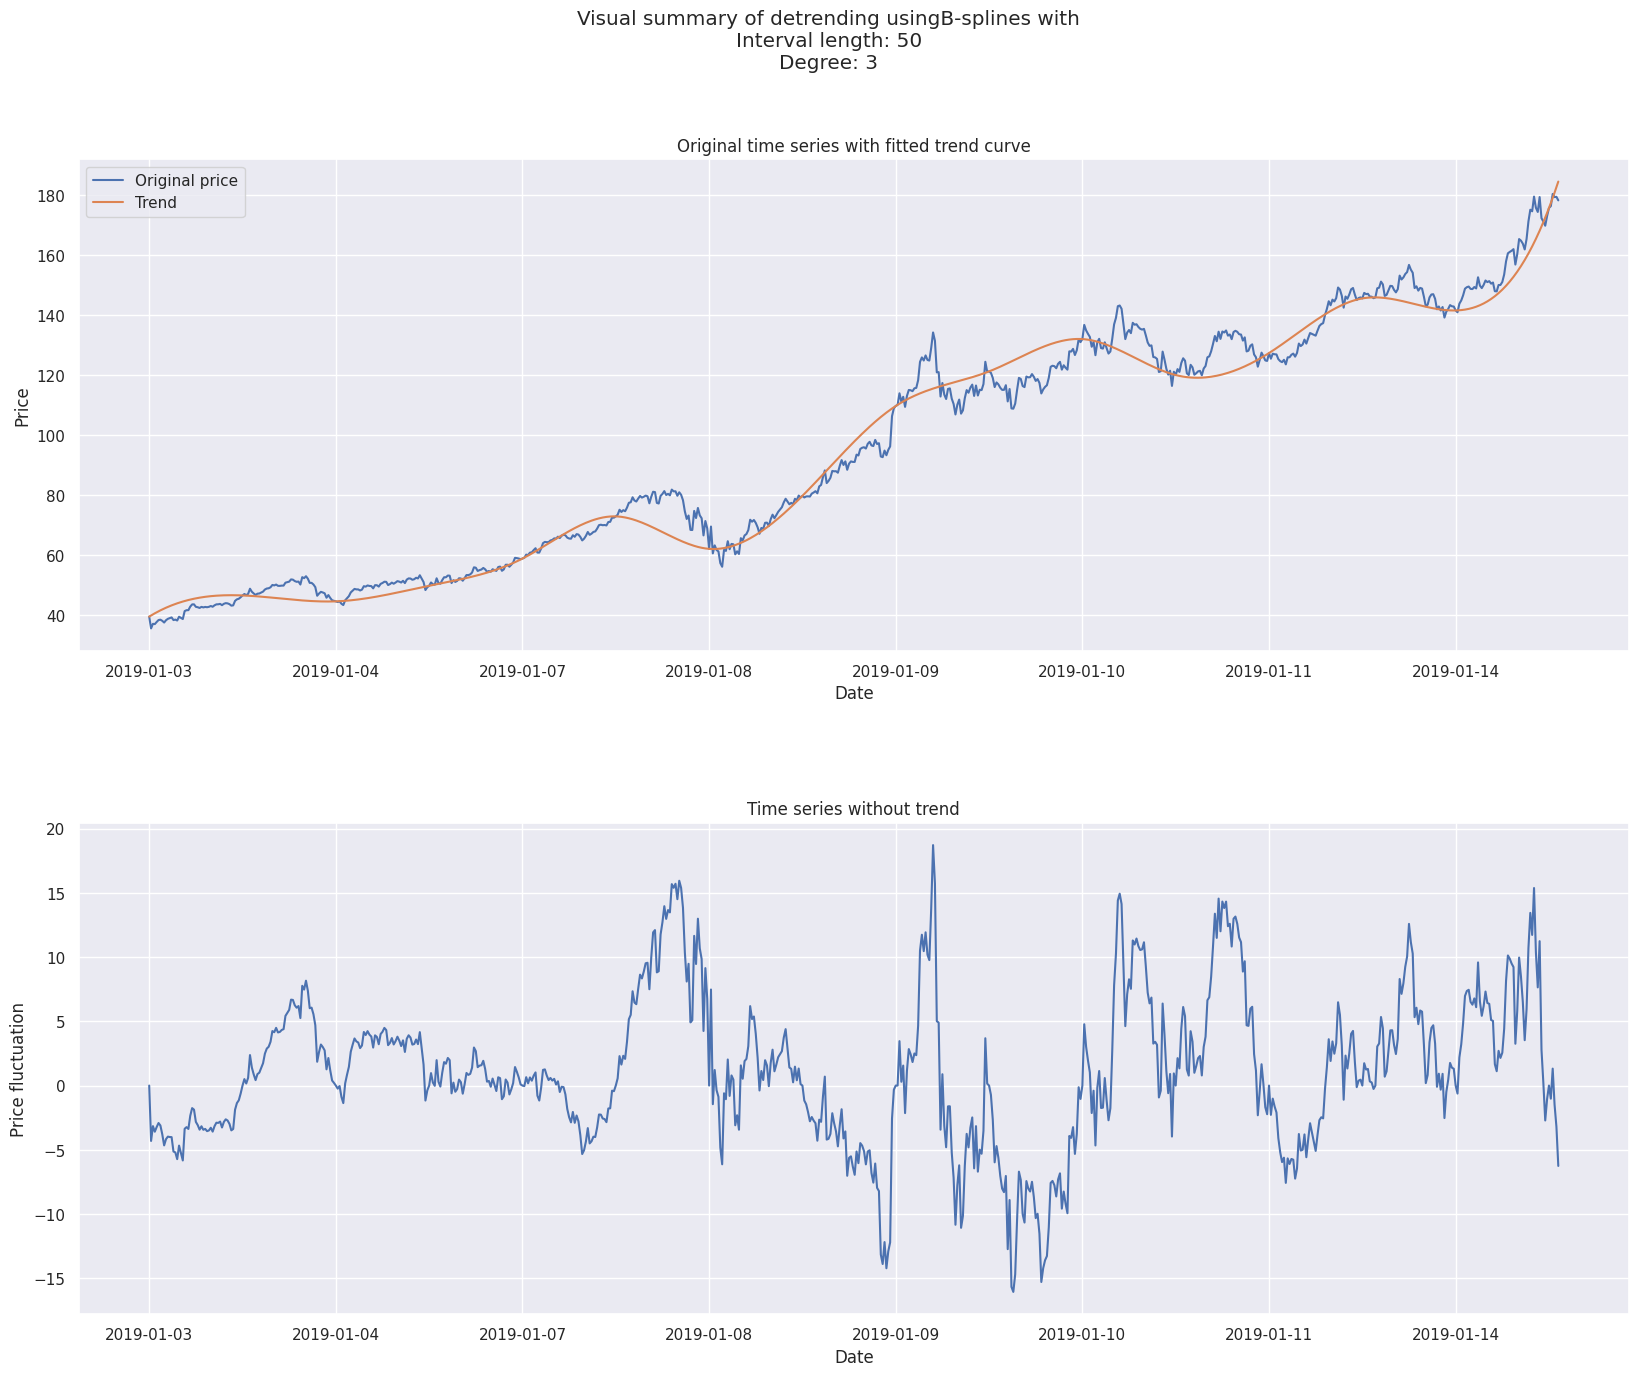 Visual summary of detrending usingB-splines with
Interval length: 50
Degree: 3
Original time series with fitted trend curve
Original price
Trend
180
160
140
120
100
80
60
40
Price
2019-01-03 2019-01-04 2019-01-07 2019-01-08 2019-01-09 2019-01-10 2019-01-11 2019-01-14
Date
Time series without trend
20
15
10
5
0
−5
−10
−15
Price fluctuation
2019-01-03 2019-01-04 2019-01-07 2019-01-08 2019-01-09 2019-01-10 2019-01-11 2019-01-14
Date